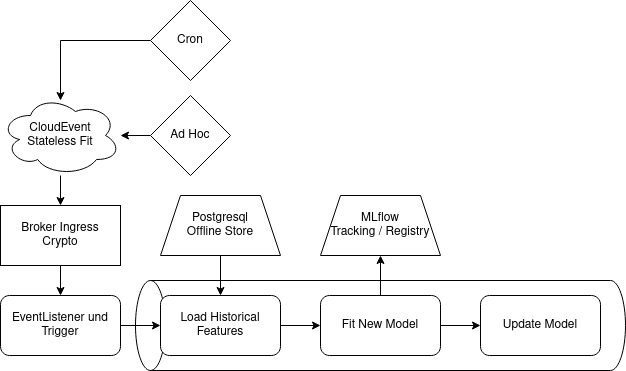 Cron
CloudEvent
Stateless Fit
Ad Hoc
Broker Ingress
Crypto
Postgresql
Offline Store
MLflow
Tracking / Registry
EventListener und
Trigger
Load Historical
Features
Fit New Model
Update Model